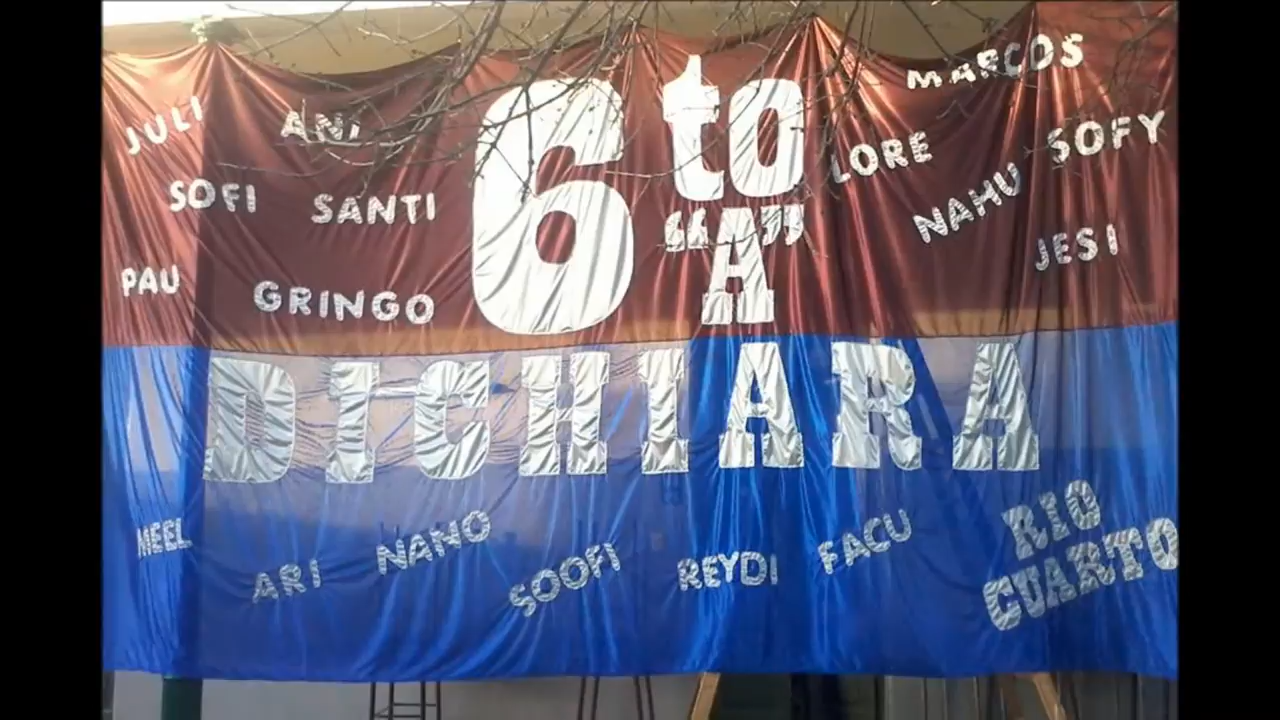 MARCOS
JULI
ANI
6to
LORE
SOFY
SOFI
SANTI
NAHU
"A"
JESI
PAU
GRINGO
DICHIARA
MEEL
ARI
NANO
SOOFI
REYDI
FACU
RIO
CUARTO